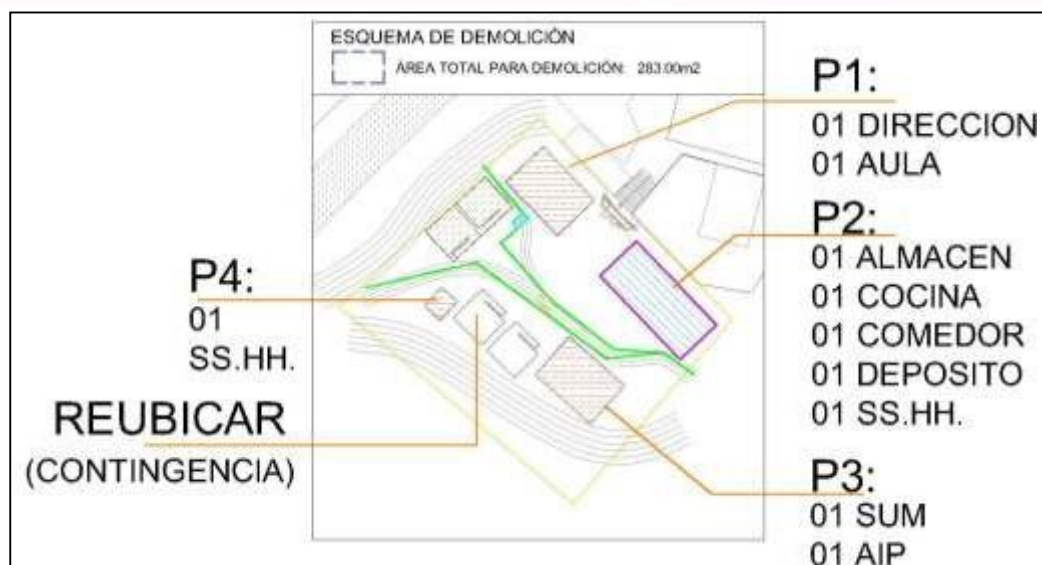 ESQUEMA DE DEMOLICIÓN
ÁREA TOTAL PARA DEMOLICIÓN: 283.00m2
P1:
01 DIRECCION
01 AULA
P2:
01 ALMACEN
01 COCINA
01 COMEDOR
01 DEPOSITO
01 SS.HH.
P4:
01
SS.HH.
REUBICAR
(CONTINGENCIA)
P3:
01 SUM
01 AIP